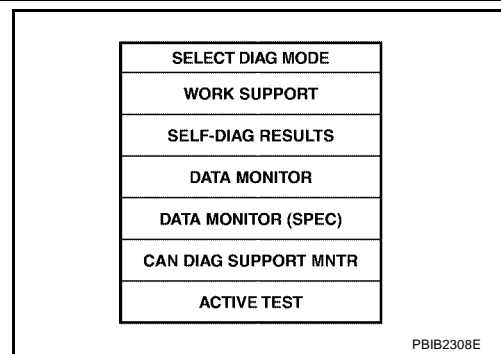 SELECT DIAG MODE
WORK SUPPORT
SELF-DIAG RESULTS
DATA MONITOR
DATA MONITOR (SPEC)
CAN DIAG SUPPORT MNTR
ACTIVE TEST
PBIB2308E